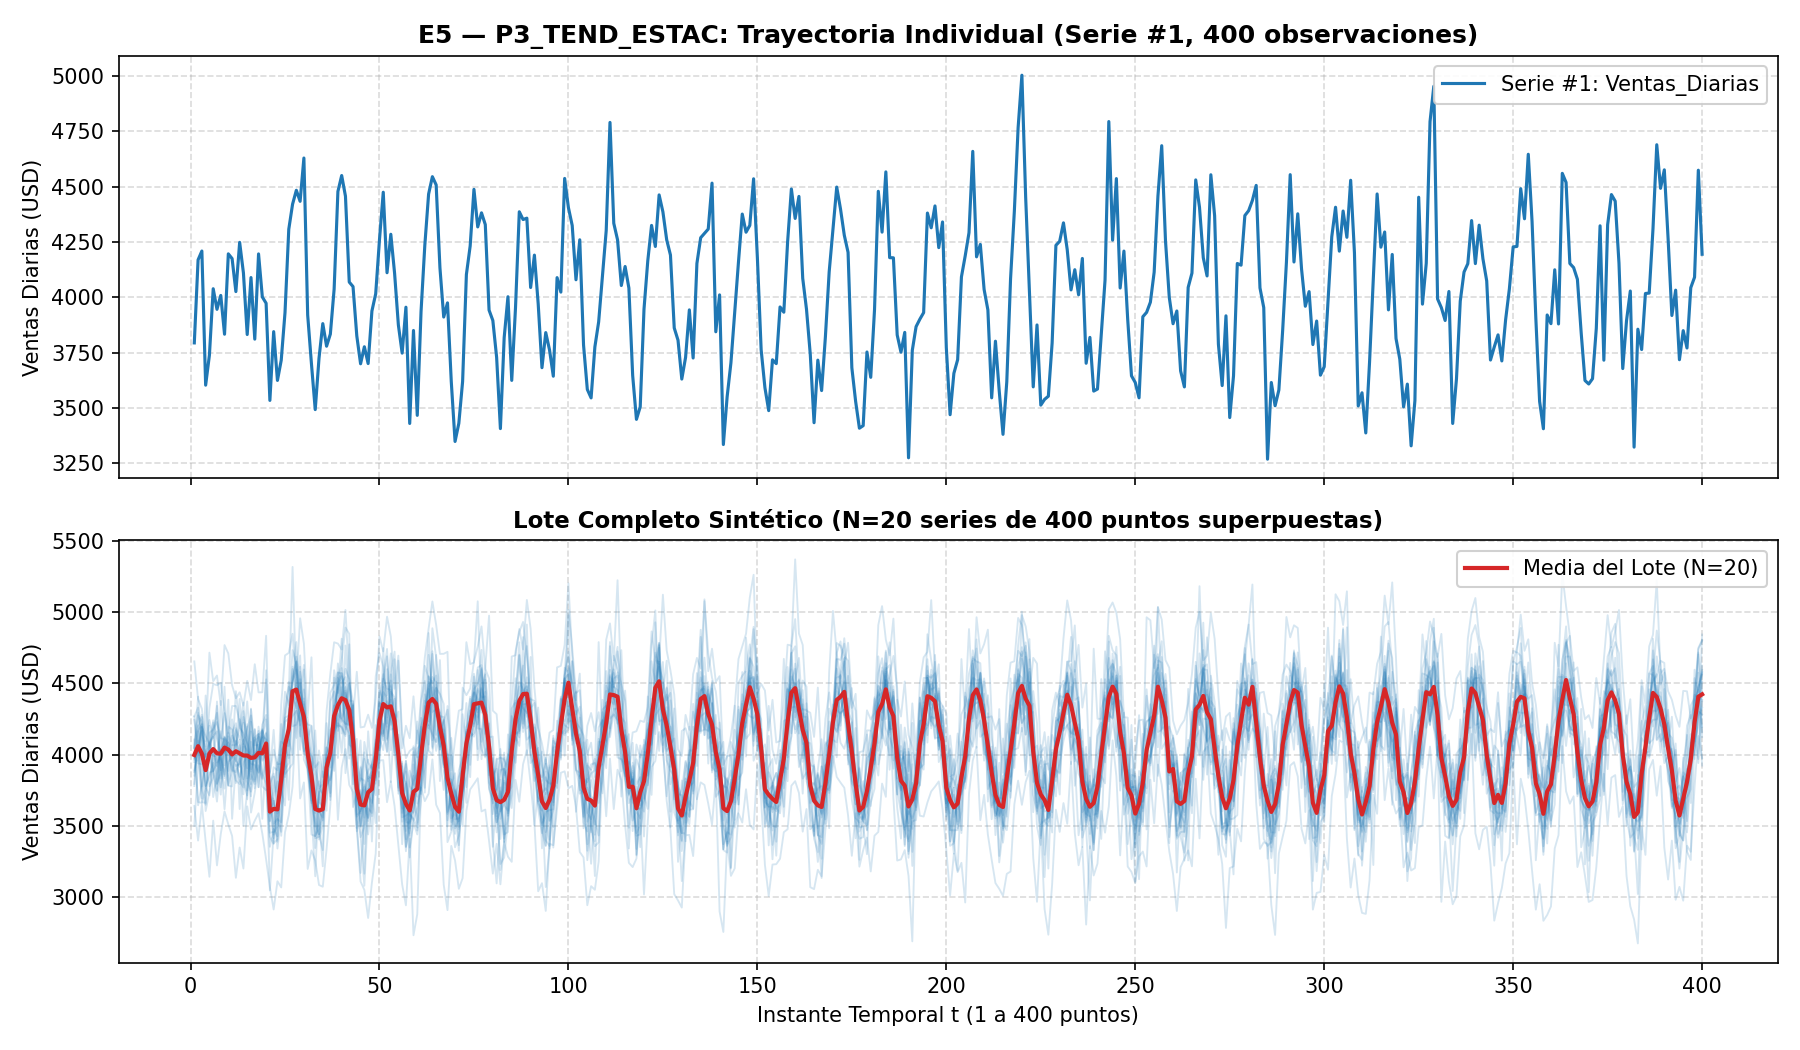 E5 — P3_TEND_ESTAC: Trayectoria Individual (Serie #1, 400 observaciones)
Ventas Diarias (USD)
5000
4750
4500
4250
4000
3750
3500
3250
Serie #1: Ventas_Diarias
Lote Completo Sintético (N=20 series de 400 puntos superpuestas)
Ventas Diarias (USD)
5500
5000
4500
4000
3500
3000
Media del Lote (N=20)
0 50 100 150 200 250 300 350 400
Instante Temporal t (1 a 400 puntos)